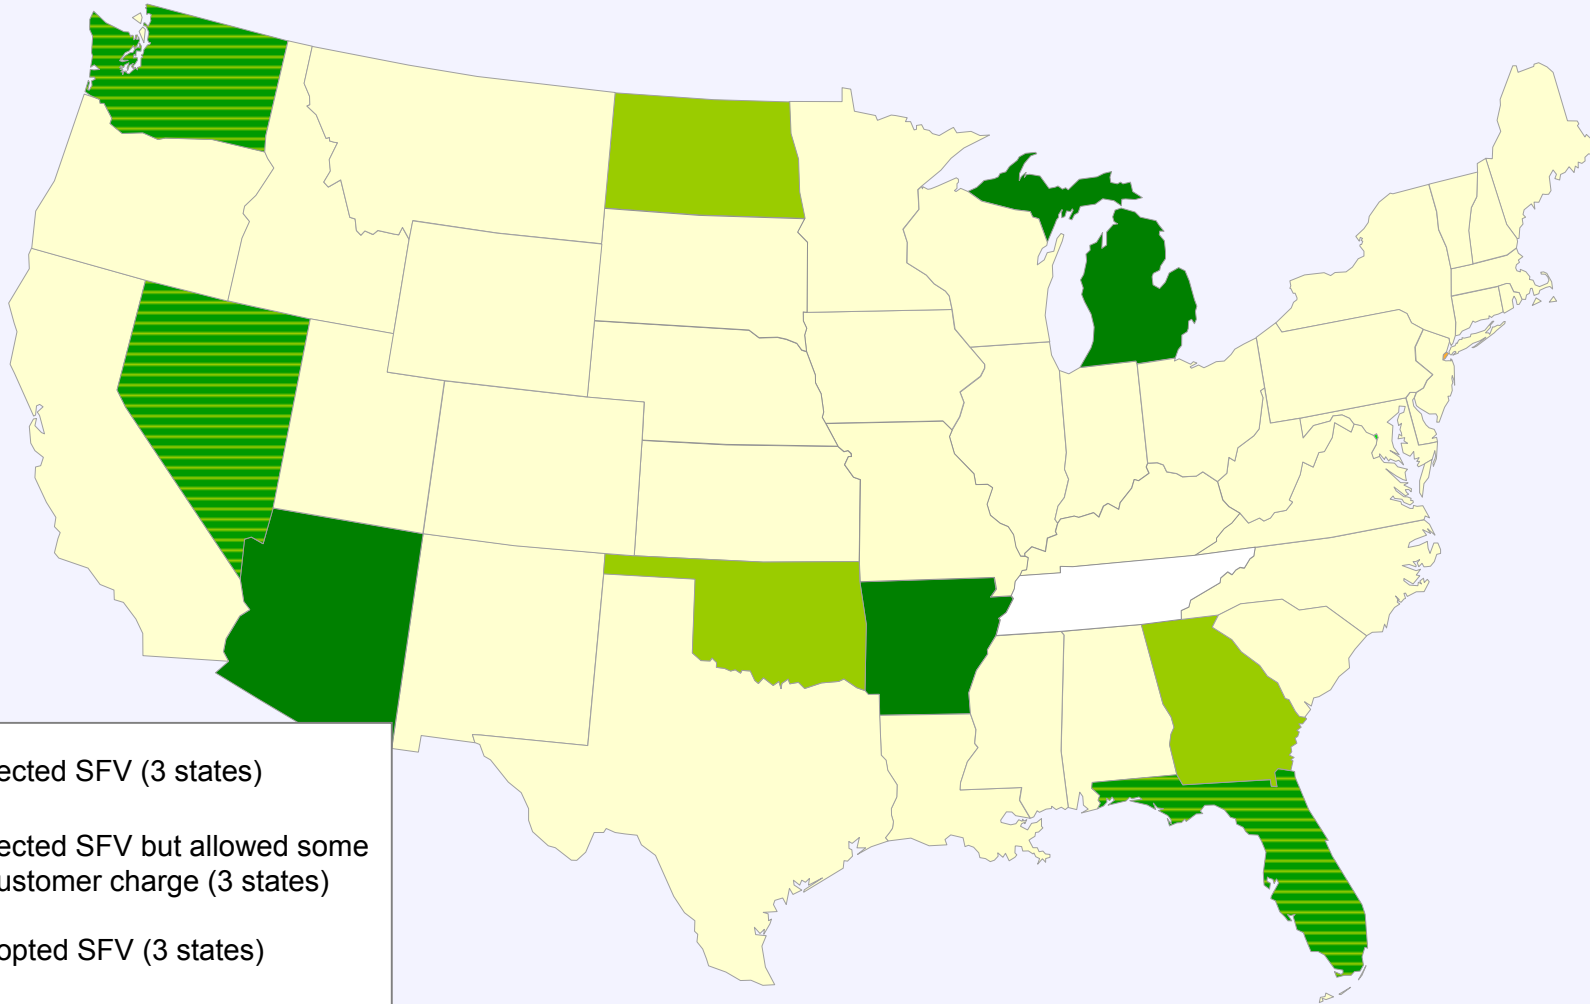 ected SFV (3 states)
ected SFV but allowed some
ustomer charge (3 states)
opted SFV (3 states)